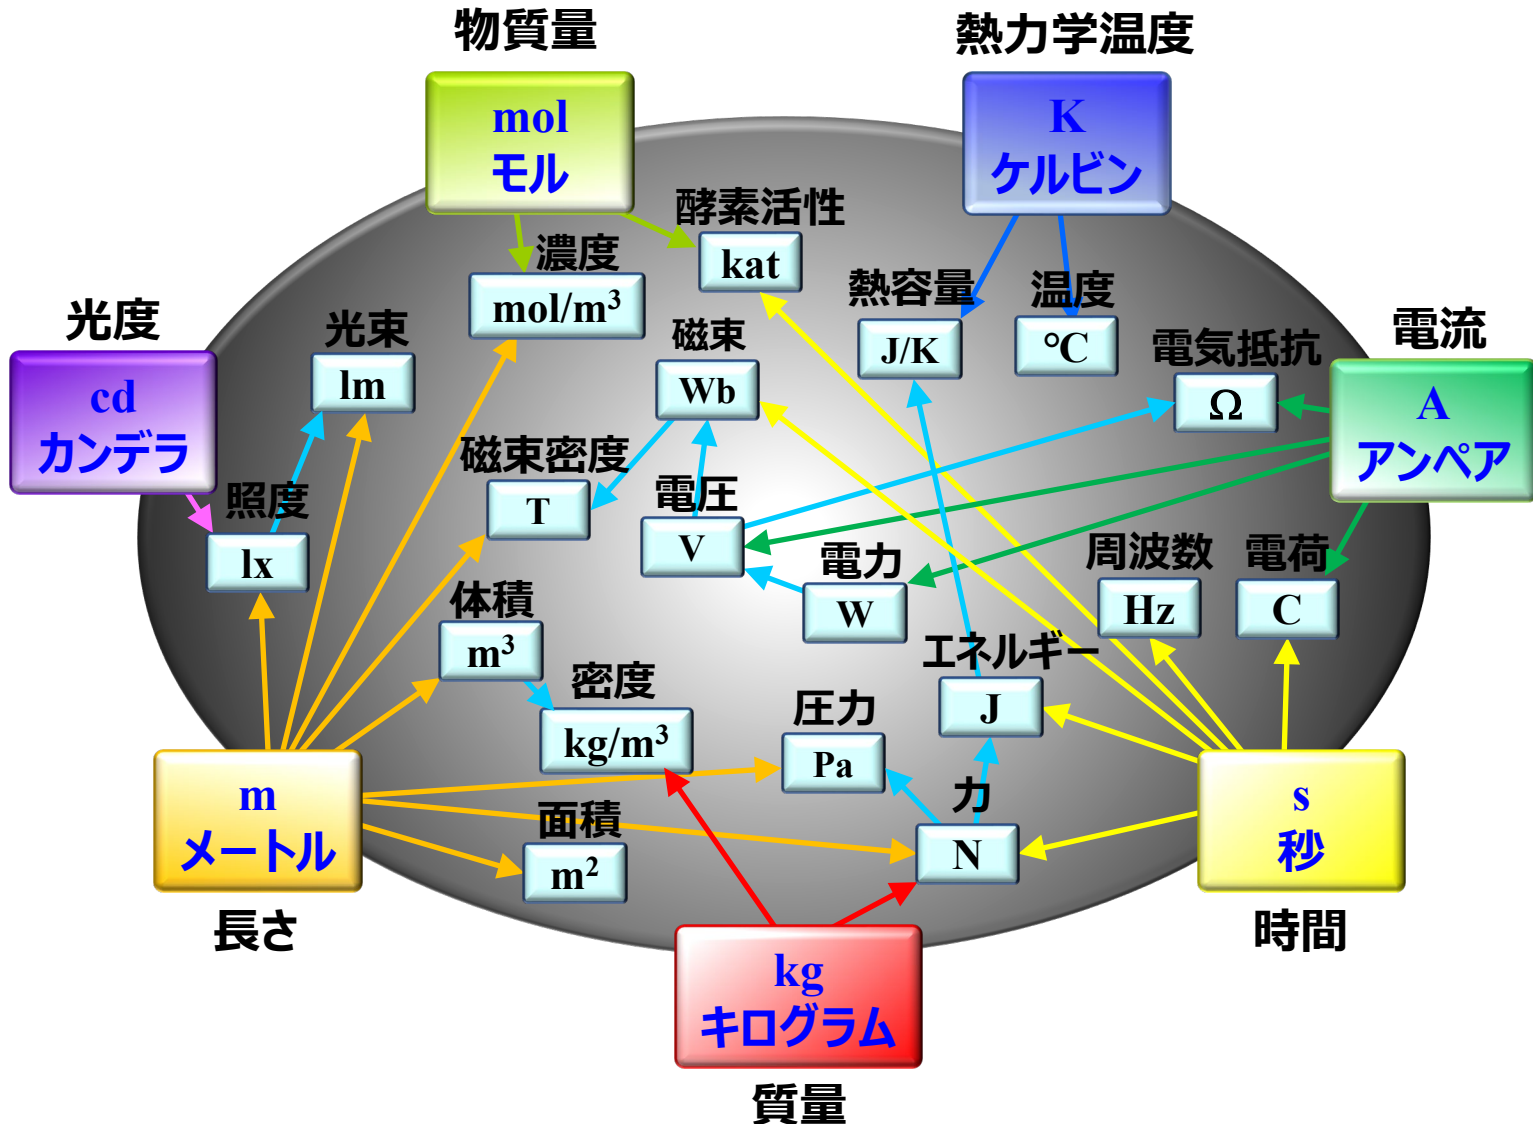 物質量
熱力学温度
mol
モル
K
ケルビン
酵素活性
kat
濃度
mol/m³
熱容量
J/K
温度
℃
光度
cd
カンデラ
光束
lm
磁束
Wb
電気抵抗
Ω
電流
A
アンペア
磁束密度
T
照度
lx
電圧
V
電力
W
周波数
Hz
電荷
C
体積
m³
エネルギー
J
密度
kg/m³
圧力
Pa
m
メートル
長さ
面積
m²
力
N
s
秒
時間
kg
キログラム
質量